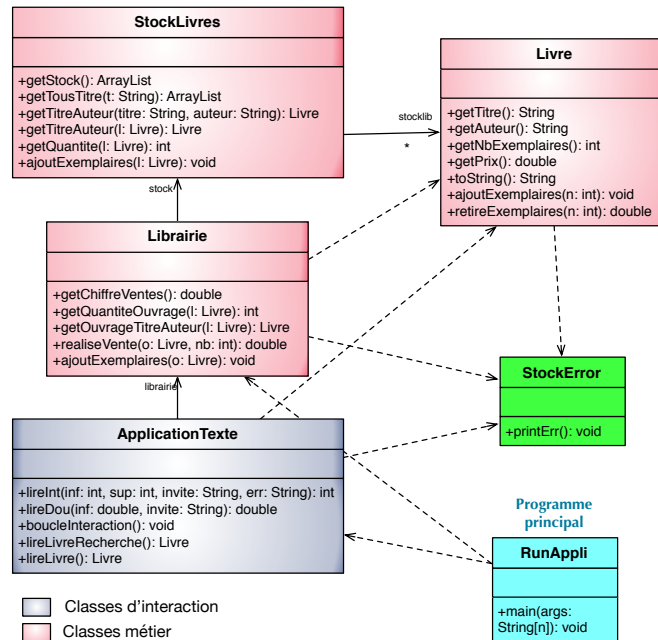 StockLivres
+getStock(): ArrayList
+getTousTitre(t: String): ArrayList
+getTitreAuteur(titre: String, auteur: String): Livre
+getTitreAuteur(l: Livre): Livre
+getQuantite(l: Livre): int
+ajoutExemplaires(l: Livre): void
stocklib
*
Livre
+getTitre(): String
+getAuteur(): String
+getNbExemplaires(): int
+getPrix(): double
+toString(): String
+ajoutExemplaires(n: int): void
+retireExemplaires(n: int): double
stock
Librairie
+getChiffreVentes(): double
+getQuantiteOuvrage(l: Livre): int
+getOuvrageTitreAuteur(l: Livre): Livre
+realiseVente(o: Livre, nb: int): double
+ajoutExemplaires(o: Livre): void
librairie
StockError
+printErr(): void
ApplicationTexte
+lireInt(inf: int, sup: int, invite: String, err: String): int
+lireDou(inf: double, invite: String): double
+boucleInteraction(): void
+lireLivreRecherche(): Livre
+lireLivre(): Livre
Programme
principal
RunAppli
+main(args:
String[n]): void
Classes d'interaction
Classes métier